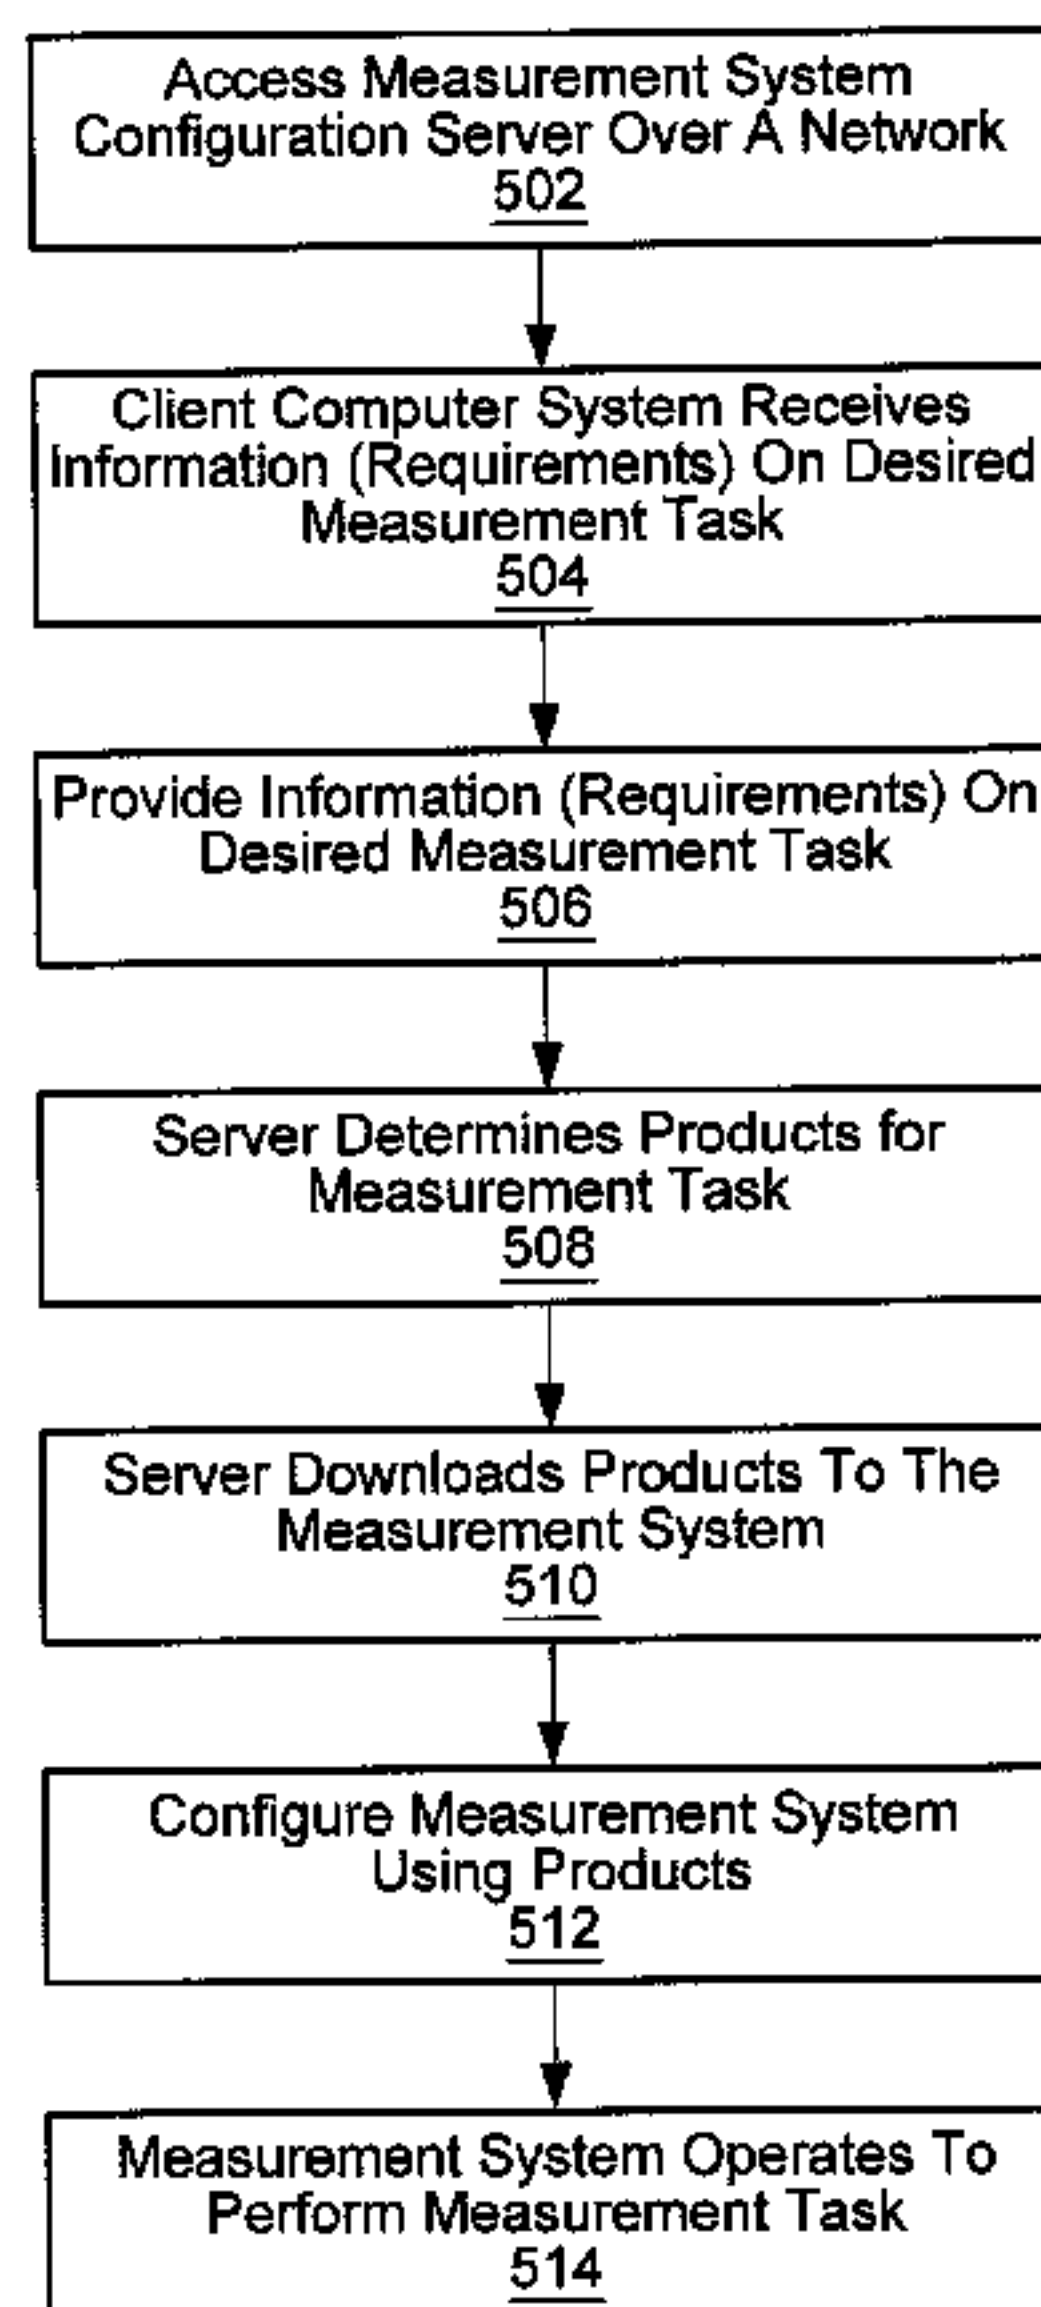 Access Measurement System
Configuration Server Over A Network
502
Client Computer System Receives
Information (Requirements) On Desired
Measurement Task
504
Provide Information (Requirements) On
Desired Measurement Task
506
Server Determines Products for
Measurement Task
508
Server Downloads Products To The
Measurement System
510
Configure Measurement System
Using Products
512
Measurement System Operates To
Perform Measurement Task
514